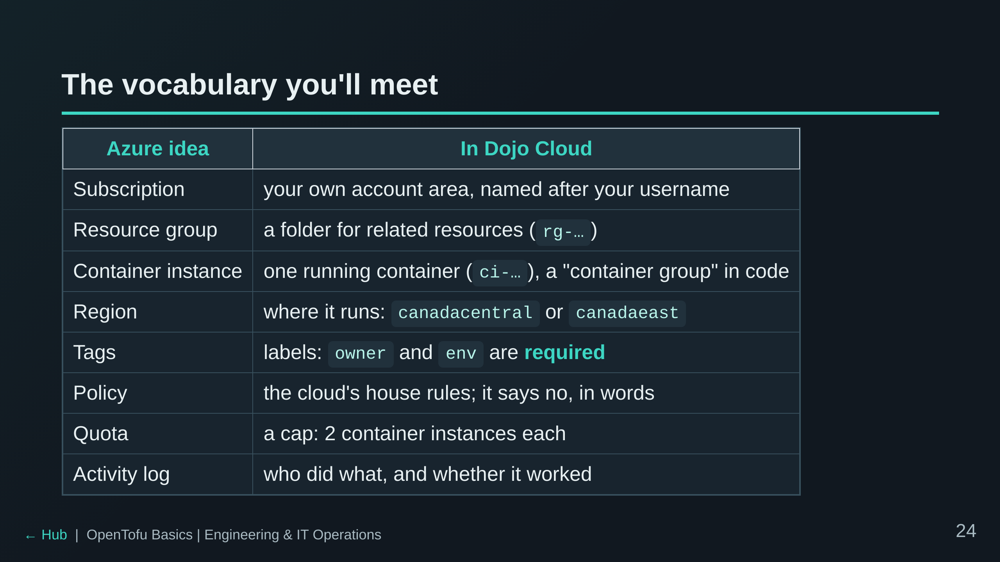 The vocabulary you'll meet
Azure idea In Dojo Cloud
Subscription your own account area, named after your username
Resource group a folder for related resources (rg-…)
Container instance one running container (ci-…), a "container group" in code
Region where it runs: canadacentral or canadaeast
Tags labels: owner and env are required
Policy the cloud's house rules; it says no, in words
Quota a cap: 2 container instances each
Activity log who did what, and whether it worked
← Hub | OpenTofu Basics | Engineering & IT Operations
24